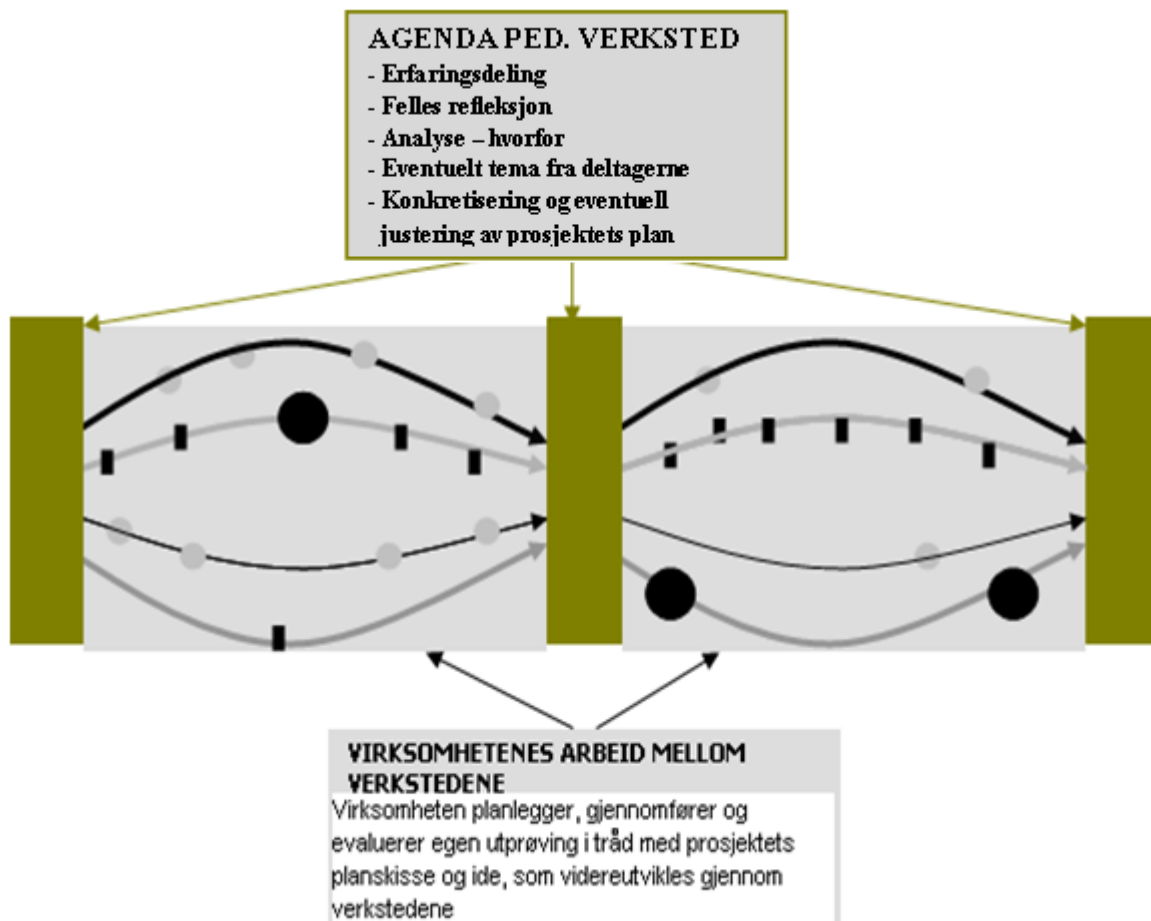 AGENDA PED. VERKSTED
- Erfaringsdeling
- Felles refleksjon
- Analyse – hvorfor
- Eventuelt tema fra deltagerne
- Konkretisering og eventuell
justering av prosjektets plan
VIRKSOMHETENES ARBEID MELLOM
VERKSTEDENE
Virksomheten planlegger, gjennomfører og
evaluerer egen utprøving i tråd med prosjektets
planskisse og ide, som videreutvikles gjennom
verkstedene